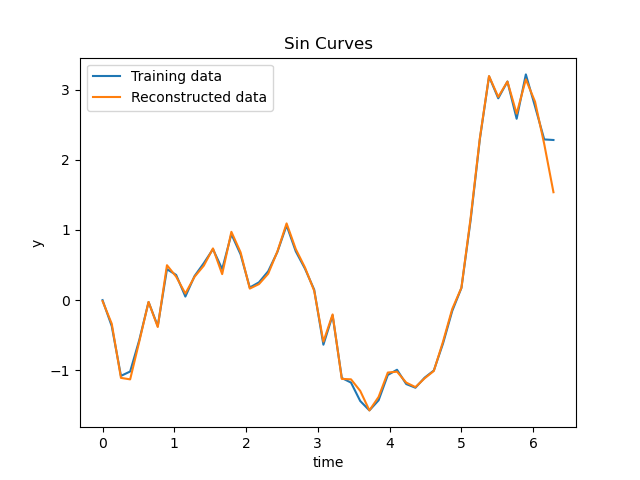 Sin Curves
Training data
Reconstructed data
y
3
2
1
0
−1
0 1 2 3 4 5 6
time